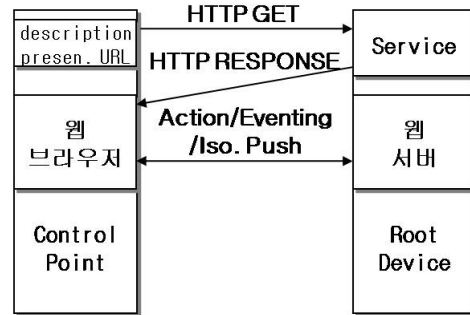 HTTP GET
description
presen. URL
Service
HTTP RESPONSE
웹
브라우저
Action/Eventing
/Iso. Push
웹
서버
Control
Point
Root
Device